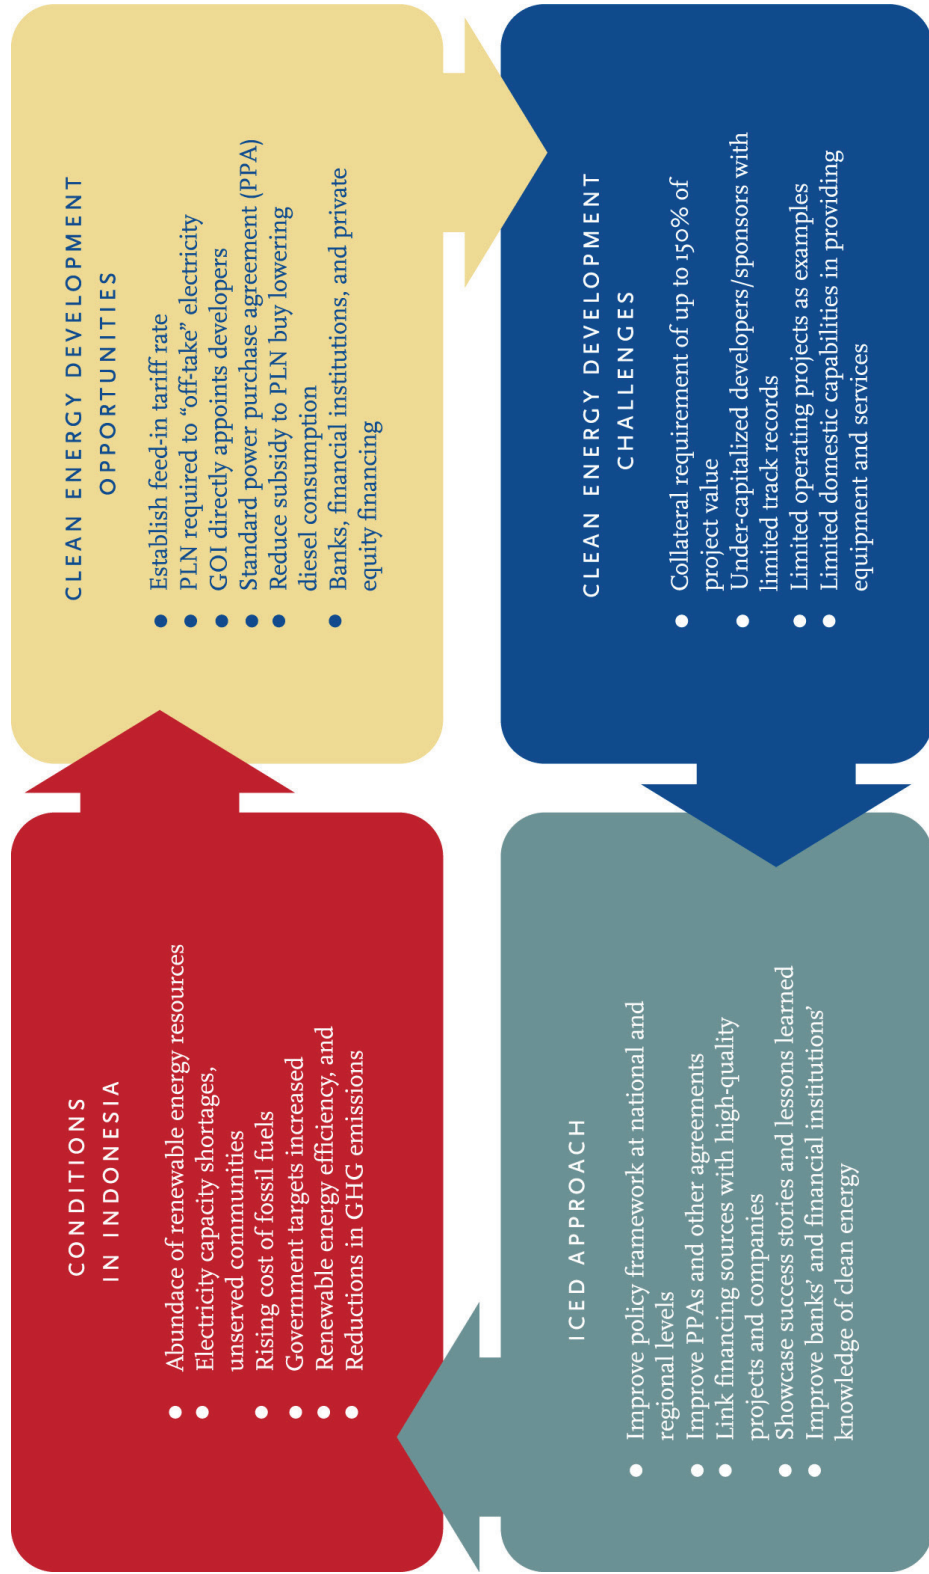 CONDITIONS
IN INDONESIA
● Abundace of renewable energy resources
● Electricity capacity shortages,
unserved communities
● Rising cost of fossil fuels
● Government targets increased
● Renewable energy efficiency, and
● Reductions in GHG emissions
CLEAN ENERGY DEVELOPMENT
OPPORTUNITIES
● Establish feed-in tariff rate
● PLN required to “off-take” electricity
● GOI directly appoints developers
● Standard power purchase agreement (PPA)
● Reduce subsidy to PLN buy lowering
diesel consumption
● Banks, financial institutions, and private
equity financing
CLEAN ENERGY DEVELOPMENT
CHALLENGES
● Collateral requirement of up to 150% of
project value
● Under-capitalized developers/sponsors with
limited track records
● Limited operating projects as examples
● Limited domestic capabilities in providing
equipment and services
ICED APPROACH
● Improve policy framework at national and
regional levels
● Improve PPAs and other agreements
● Link financing sources with high-quality
projects and companies
● Showcase success stories and lessons learned
● Improve banks’ and financial institutions’
knowledge of clean energy